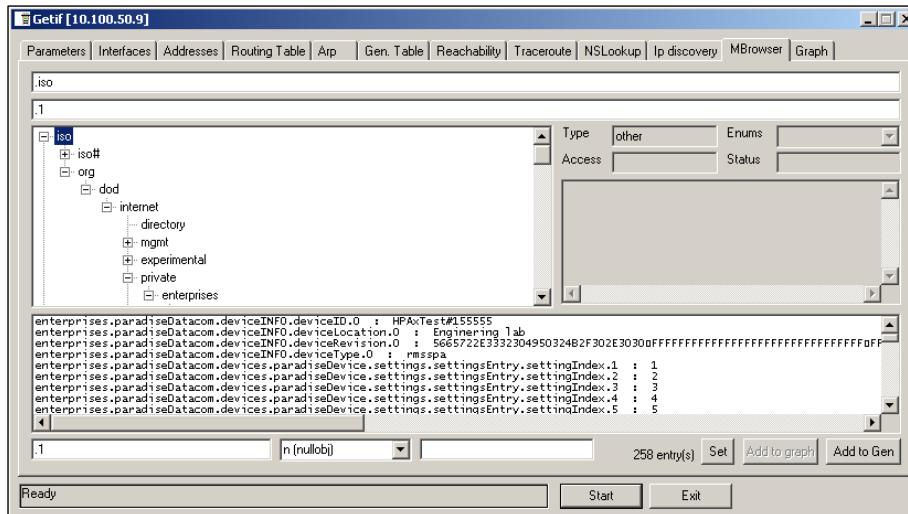 Getif [10.100.50.9]
Parameters Interfaces Addresses Routing Table Arp Gen. Table Reachability Traceroute NSLookup Ip discovery MBrowser Graph
.iso
.1
iso
iso#
org
dod
internet
directory
mgmt
experimental
private
enterprises
Type other Enums
Access Status
enterprises.paradiseDatacom.deviceINFO.deviceID.0 : HPAxTest#155555
enterprises.paradiseDatacom.deviceINFO.deviceLocation.0 : Enginering lab
enterprises.paradiseDatacom.deviceINFO.deviceRevision.0 :
enterprises.paradiseDatacom.deviceINFO.deviceType.0 : rmsspa
enterprises.paradiseDatacom.devices.paradiseDevice.settings.settingsEntry.settingIndex.1 : 1
enterprises.paradiseDatacom.devices.paradiseDevice.settings.settingsEntry.settingIndex.2 : 2
enterprises.paradiseDatacom.devices.paradiseDevice.settings.settingsEntry.settingIndex.3 : 3
enterprises.paradiseDatacom.devices.paradiseDevice.settings.settingsEntry.settingIndex.4 : 4
enterprises.paradiseDatacom.devices.paradiseDevice.settings.settingsEntry.settingIndex.5 : 5
.1 n (nullobj) 258 entry(s) Set Add to graph Add to Gen
Ready Start Exit